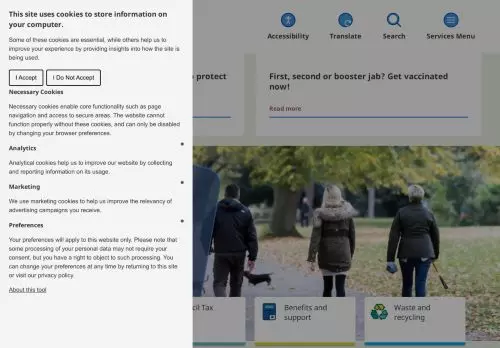 This site uses cookies to store information on
your computer.
Some of these cookies are essential, while others help us to
improve your experience by providing insights into how the site is
being used.
I Accept
I Do Not Accept
Necessary Cookies
Necessary cookies enable core functionality such as page
navigation and access to secure areas. The website cannot
function properly without these cookies, and can only be disabled
by changing your browser preferences.
Analytics
Analytical cookies help us to improve our website by collecting
and reporting information on its usage.
Marketing
We use marketing cookies to help us improve the relevancy of
advertising campaigns you receive.
Preferences
Your preferences will apply to this website only. Please note that
some processing of your personal data may not require your
consent, but you have a right to object to such processing. You
can change your preferences at any time by returning to this site
or visit our privacy policy.
About this tool
Accessibility
Translate
Search
Services Menu
protect
First, second or booster jab? Get vaccinated
now!
Read more
cil Tax
Benefits and
support
Waste and
recycling